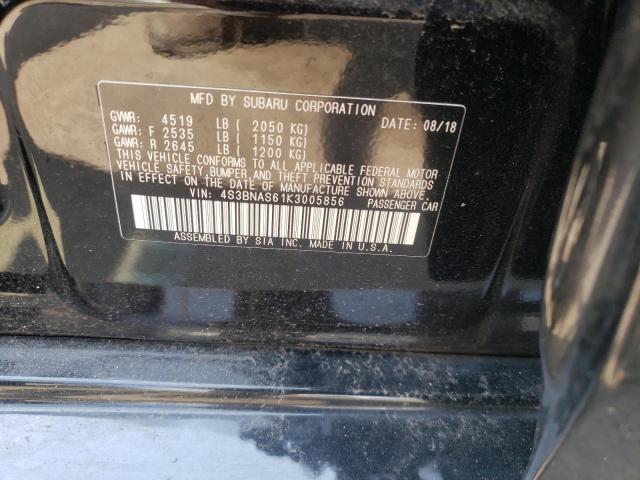 MFD BY SUBARU CORPORATION
GVWR: 4519 LB ( 2050 KG) DATE: 08/18
GAWR: F 2535 LB ( 1150 KG)
GAWR: R 2645 LB ( 1200 KG)
THIS VEHICLE CONFORMS TO ALL APPLICABLE FEDERAL MOTOR
VEHICLE SAFETY, BUMPER, AND THEFT PREVENTION STANDARDS
IN EFFECT ON THE DATE OF MANUFACTURE SHOWN ABOVE.
VIN: 4S3BNAS61K3005856 PASSENGER CAR
ASSEMBLED BY SIA INC. MADE IN U.S.A.